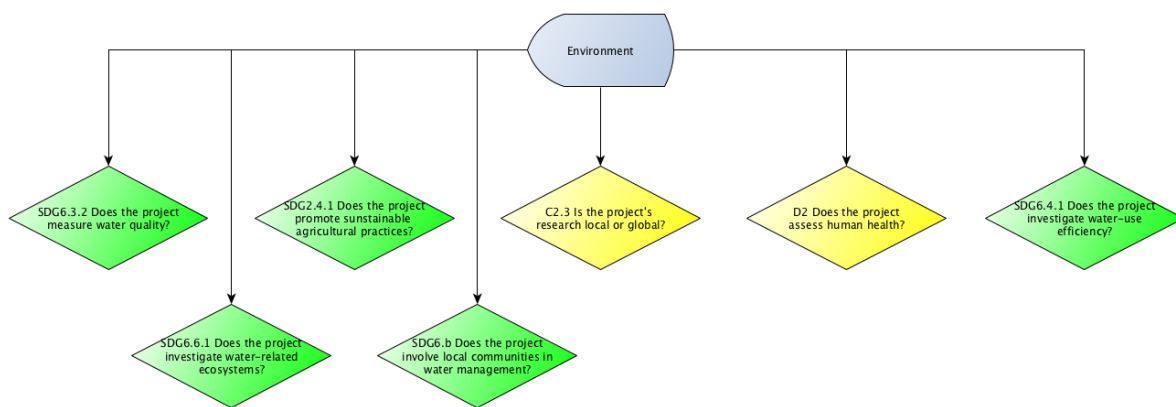 Environment
SDG6.3.2 Does the project
measure water quality?
SDG2.4.1 Does the project
promote sunstainable
agricultural practices?
C2.3 Is the project's
research local or global?
D2 Does the project
assess human health?
SDG6.4.1 Does the project
investigate water-use
efficiency?
SDG6.6.1 Does the project
investigate water-related
ecosystems?
SDG6.b Does the project
involve local communities in
water management?